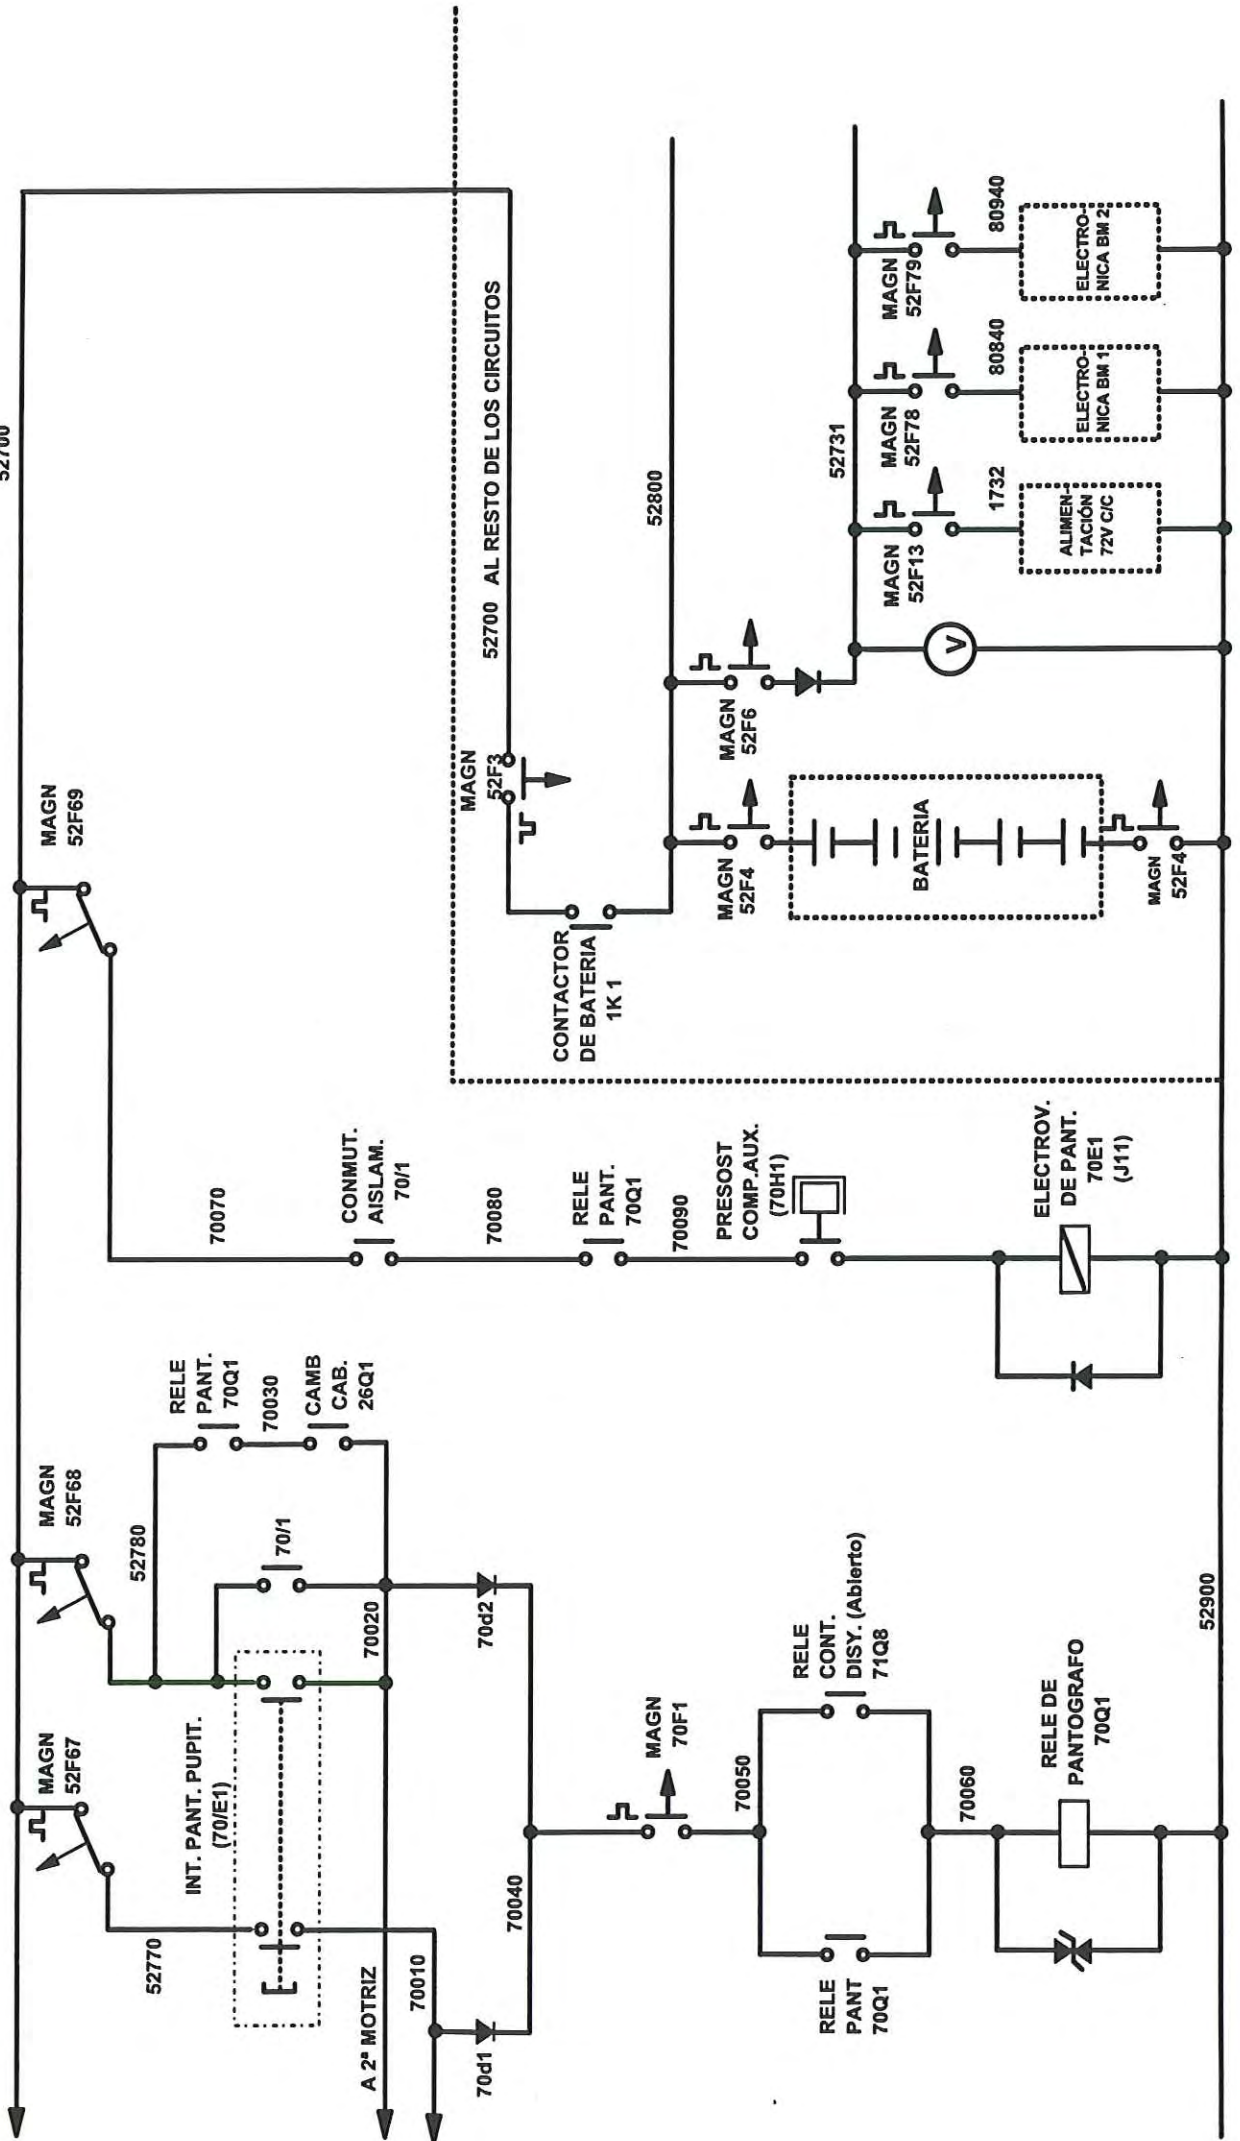 52700
MAGN
52F67
MAGN
52F68
MAGN
52F69
52770
INT. PANT. PUPIT.
(70/E1)
52780
RELE
PANT.
70Q1
70030
CAMB
CAB.
26Q1
70/1
70020
A 2ª MOTRIZ
70010
70d1
70d2
70040
MAGN
70F1
70050
RELE
PANT
70Q1
RELE
CONT.
DISY. (Abierto)
71Q8
70060
RELE DE
PANTOGRAFO
70Q1
52900
70070
CONMUT.
AISLAM.
70/1
70080
RELE
PANT.
70Q1
70090
PRESOST
COMP.AUX.
(70H1)
ELECTROV.
DE PANT.
70E1
(J11)
MAGN
52F3
52700 AL RESTO DE LOS CIRCUITOS
CONTACTOR
DE BATERIA
1K 1
52800
MAGN
52F4
BATERIA
MAGN
52F4
MAGN
52F6
V
52731
MAGN
52F13
1732
ALIMEN-
TACIÓN
72V C/C
MAGN
52F78
80840
ELECTRO-
NICA BM 1
MAGN
52F79
80940
ELECTRO-
NICA BM 2